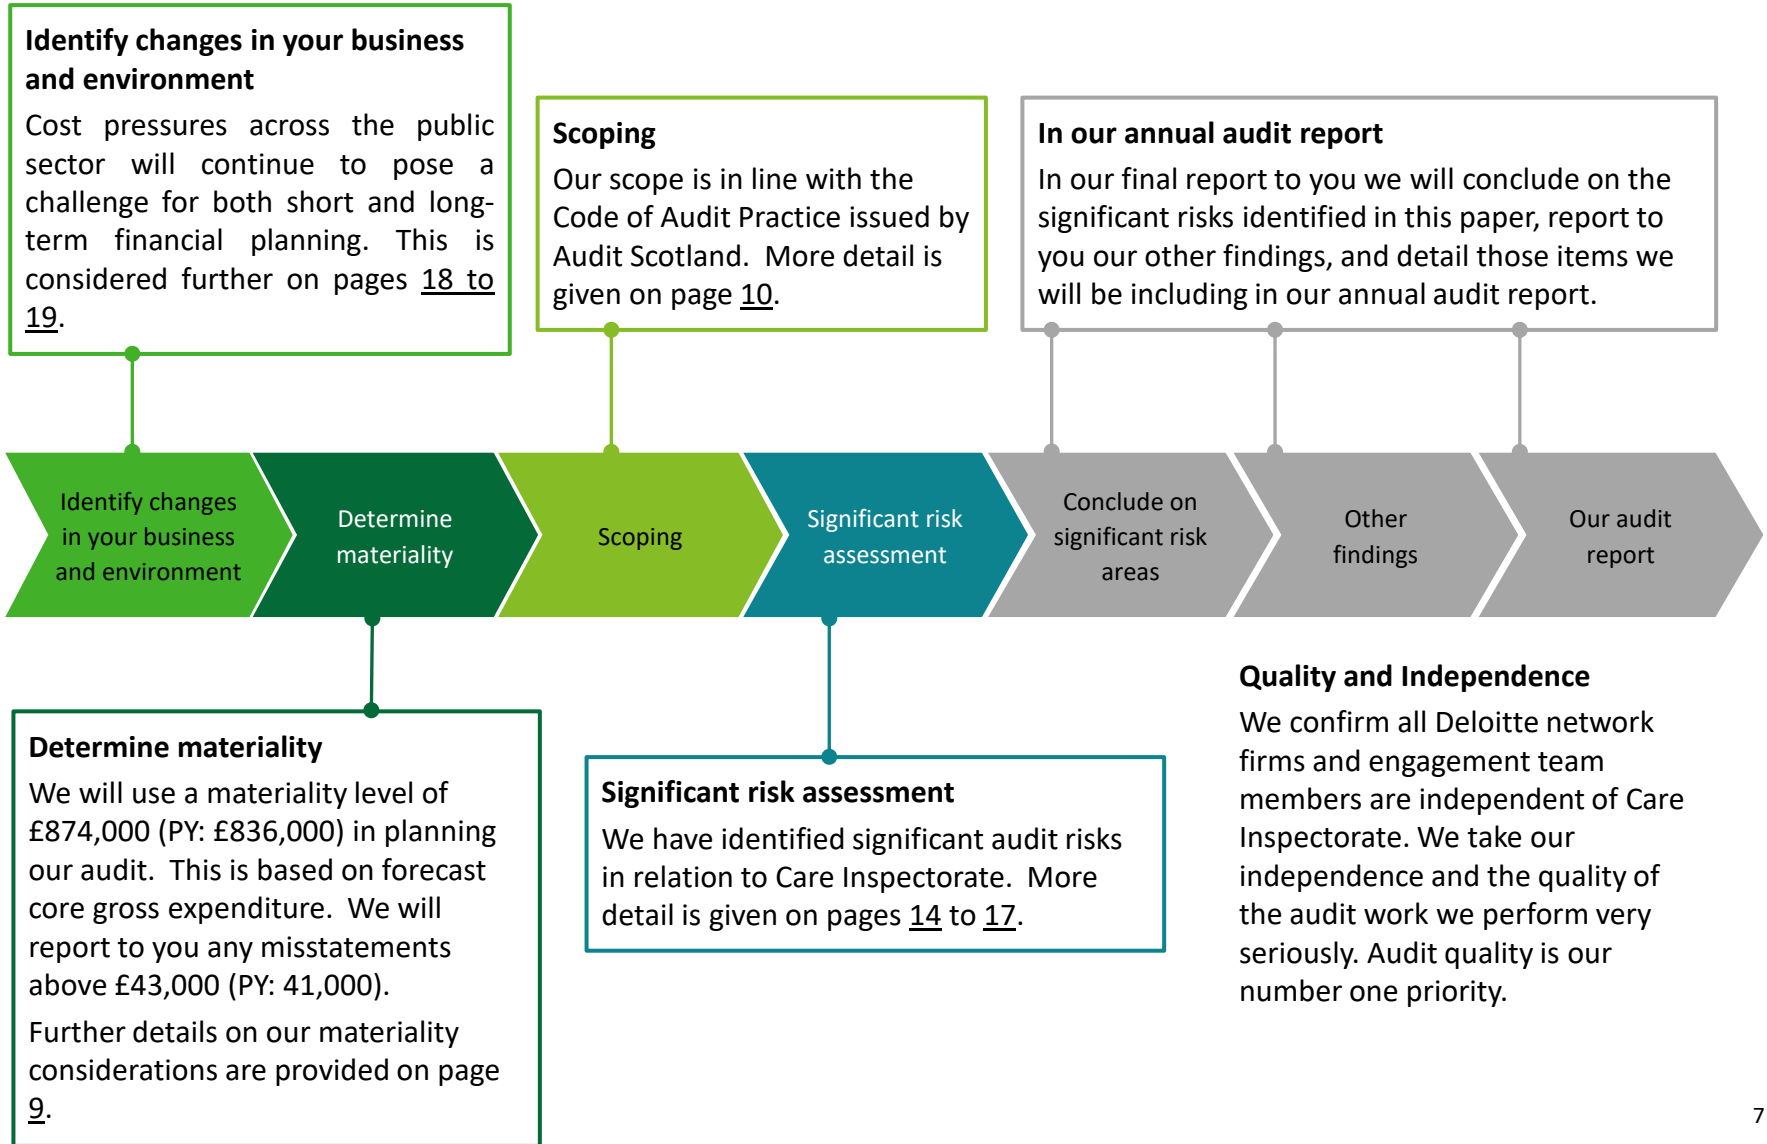 Identify changes in your business
and environment
Cost pressures across the public
sector will continue to pose a
challenge for both short and long-
term financial planning. This is
considered further on pages 18 to
19.
Scoping
Our scope is in line with the
Code of Audit Practice issued by
Audit Scotland. More detail is
given on page 10.
In our annual audit report
In our final report to you we will conclude on the
significant risks identified in this paper, report to
you our other findings, and detail those items we
will be including in our annual audit report.
Identify changes
in your business
and environment
Determine
materiality
Scoping
Significant risk
assessment
Conclude on
significant risk
areas
Other
findings
Our audit
report
Determine materiality
We will use a materiality level of
£874,000 (PY: £836,000) in planning
our audit. This is based on forecast
core gross expenditure. We will
report to you any misstatements
above £43,000 (PY: 41,000).
Further details on our materiality
considerations are provided on page
9.
Significant risk assessment
We have identified significant audit risks
in relation to Care Inspectorate. More
detail is given on pages 14 to 17.
Quality and Independence
We confirm all Deloitte network
firms and engagement team
members are independent of Care
Inspectorate. We take our
independence and the quality of
the audit work we perform very
seriously. Audit quality is our
number one priority.
7